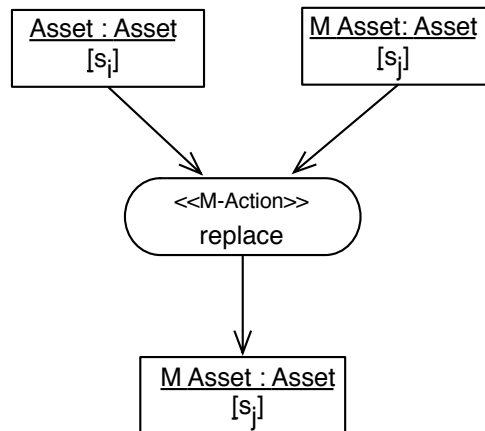 Asset : Asset
[sᵢ]
M Asset: Asset
[sⱼ]
<<M-Action>>
replace
M Asset : Asset
[sⱼ]